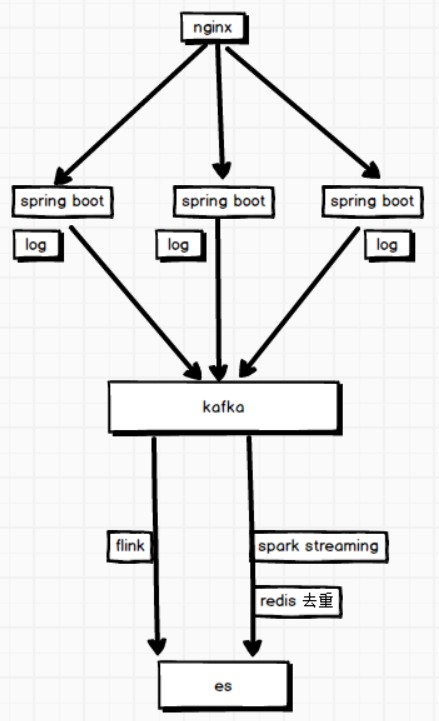 nginx
spring boot
spring boot
spring boot
log
log
log
kafka
flink
spark streaming
redis 去重
es